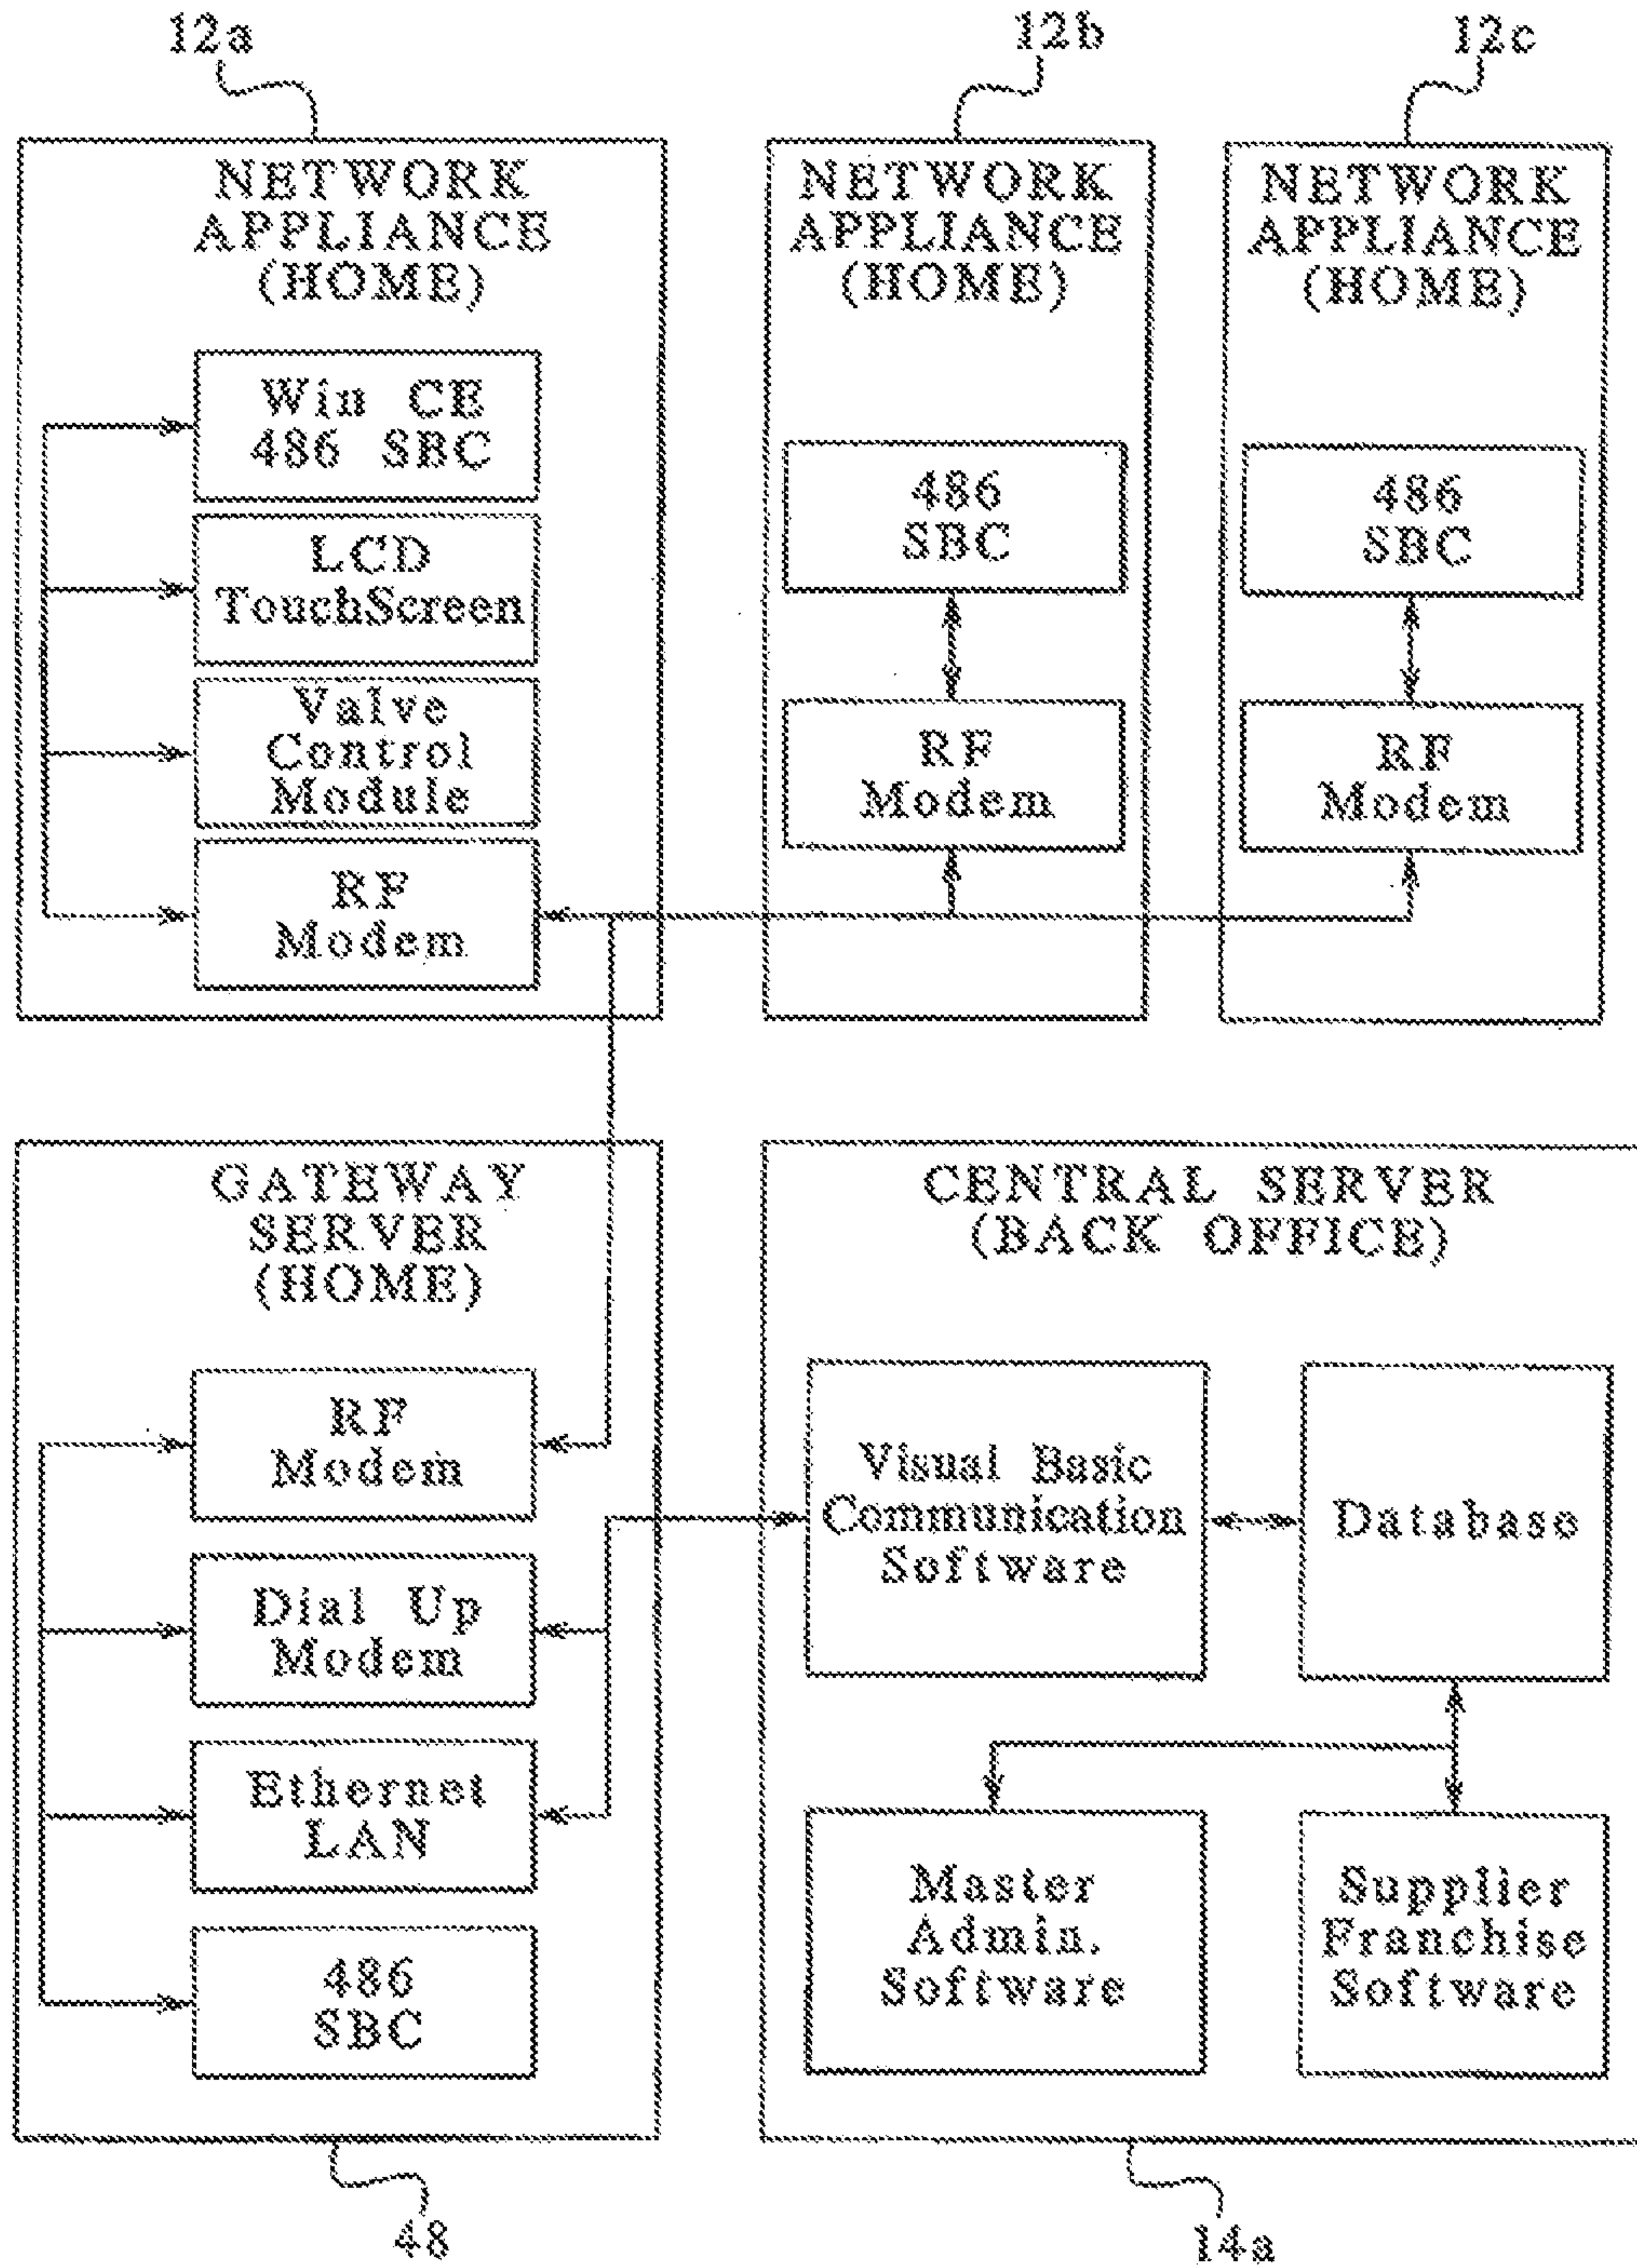 12a
12b
12c
NETWORK
APPLIANCE
(HOME)
Win CE
486 SBC
LCD
TouchScreen
Valve
Control
Module
RF
Modem
NETWORK
APPLIANCE
(HOME)
486
SBC
RF
Modem
NETWORK
APPLIANCE
(HOME)
486
SBC
RF
Modem
GATEWAY
SERVER
(HOME)
RF
Modem
Dial Up
Modem
Ethernet
LAN
486
SBC
CENTRAL SERVER
(BACK OFFICE)
Visual Basic
Communication
Software
Database
Master
Admin.
Software
Supplier
Franchise
Software
48
14a